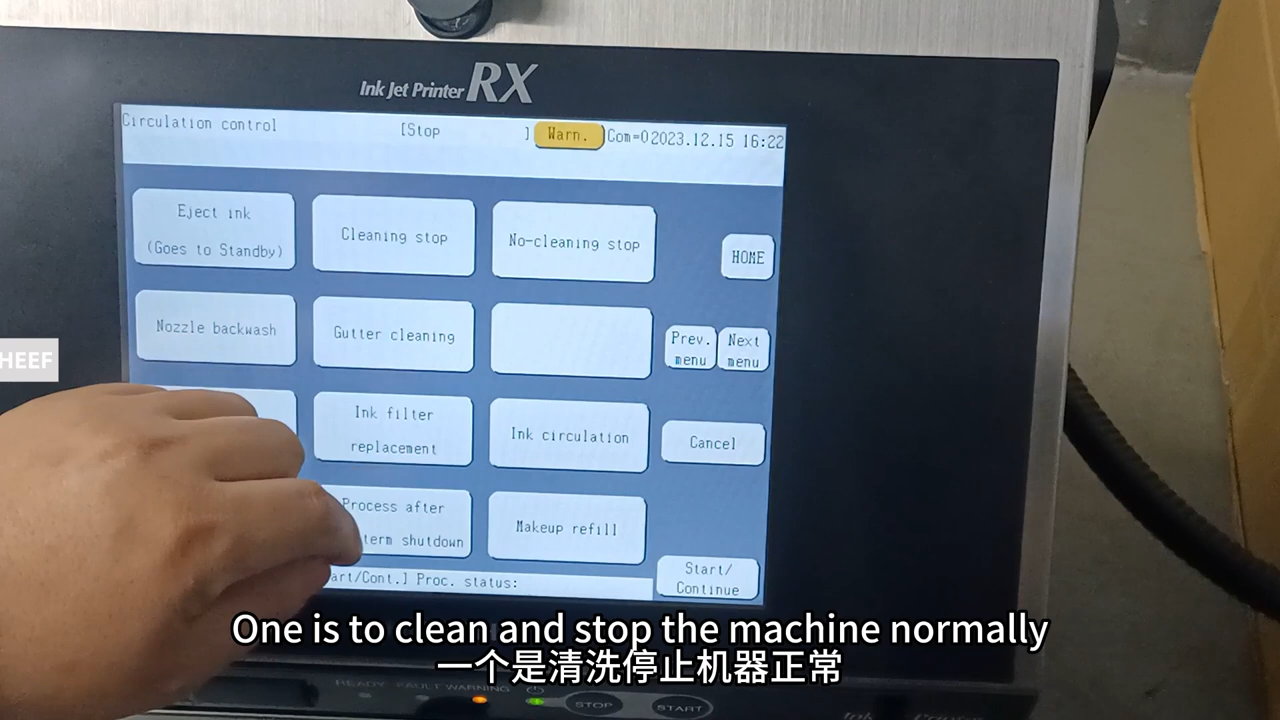 Ink Jet Printer RX
Circulation control [Stop ] Warn. Com=0 2023.12.15 16:22
Eject ink
(Goes to Standby)
Cleaning stop
No-cleaning stop
HOME
Nozzle backwash
Gutter cleaning
Prev.
menu
Next
menu
HEEF
Ink filter
replacement
Ink circulation
Cancel
Process after
term shutdown
Makeup refill
Start/
Continue
art/Cont.] Proc. status:
One is to clean and stop the machine normally
一个是清洗停止机器正常
READY FAULT WARNING
STOP
START